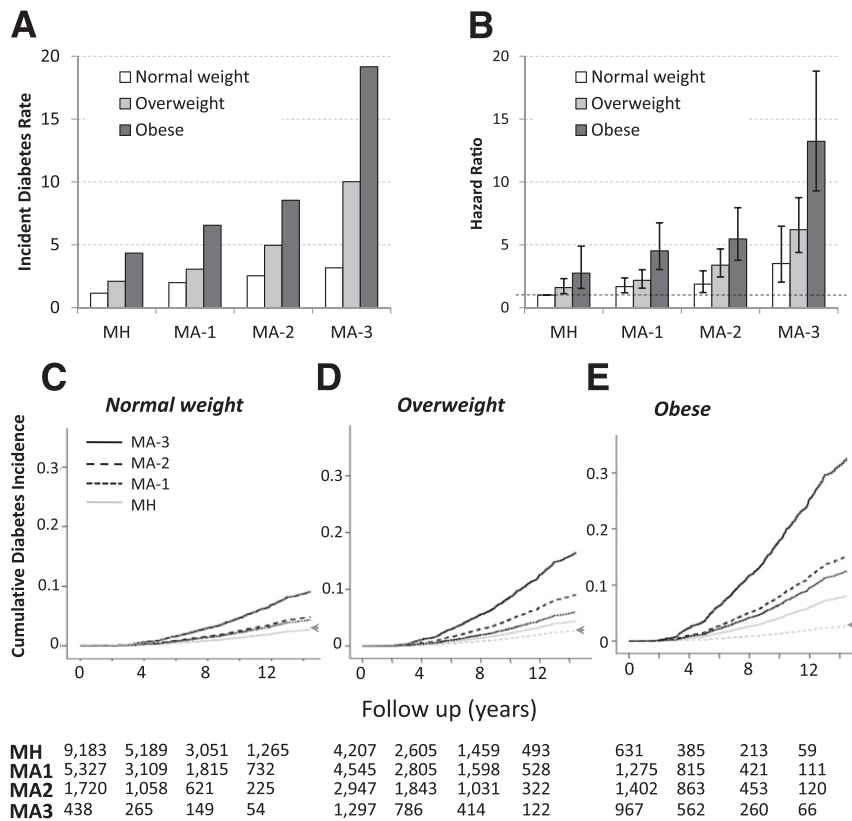 A
Incident Diabetes Rate
20
15
10
5
0
Normal weight
Overweight
Obese
MH MA-1 MA-2 MA-3
B
Hazard Ratio
20
15
10
5
0
Normal weight
Overweight
Obese
MH MA-1 MA-2 MA-3
C
Normal weight
Cumulative Diabetes Incidence
0.3
0.2
0.1
0
MA-3
MA-2
MA-1
MH
0 4 8 12
D
Overweight
0.3
0.2
0.1
0
0 4 8 12
E
Obese
0.3
0.2
0.1
0
0 4 8 12
Follow up (years)
MH 9,183 5,189 3,051 1,265 4,207 2,605 1,459 493 631 385 213 59
MA1 5,327 3,109 1,815 732 4,545 2,805 1,598 528 1,275 815 421 111
MA2 1,720 1,058 621 225 2,947 1,843 1,031 322 1,402 863 453 120
MA3 438 265 149 54 1,297 786 414 122 967 562 260 66